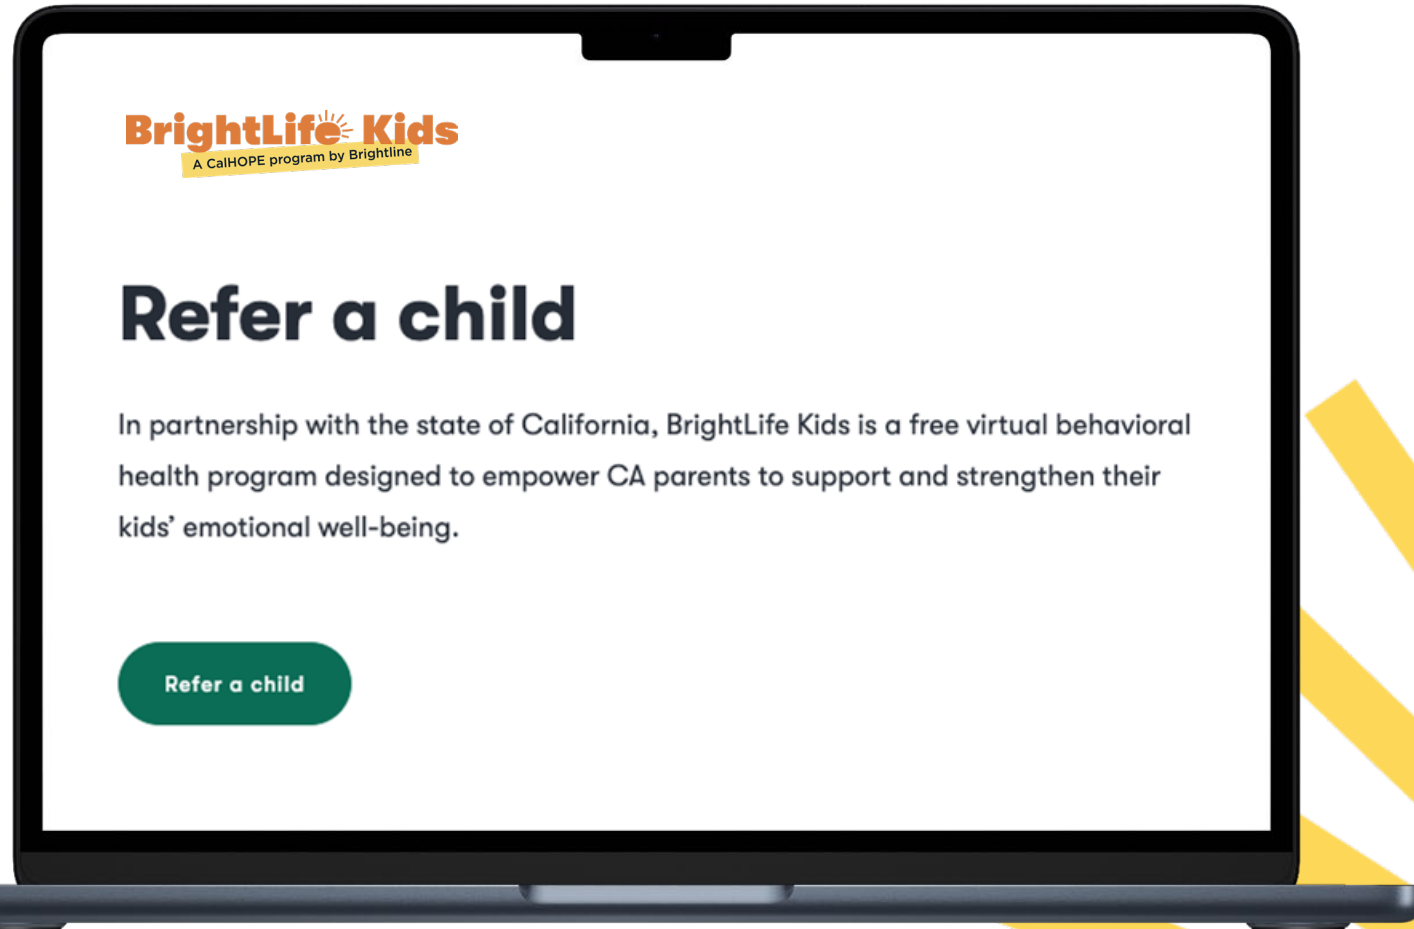 BrightLife Kids
A CalHOPE program by Brightline
Refer a child
In partnership with the state of California, BrightLife Kids is a free virtual behavioral
health program designed to empower CA parents to support and strengthen their
kids’ emotional well-being.
Refer a child